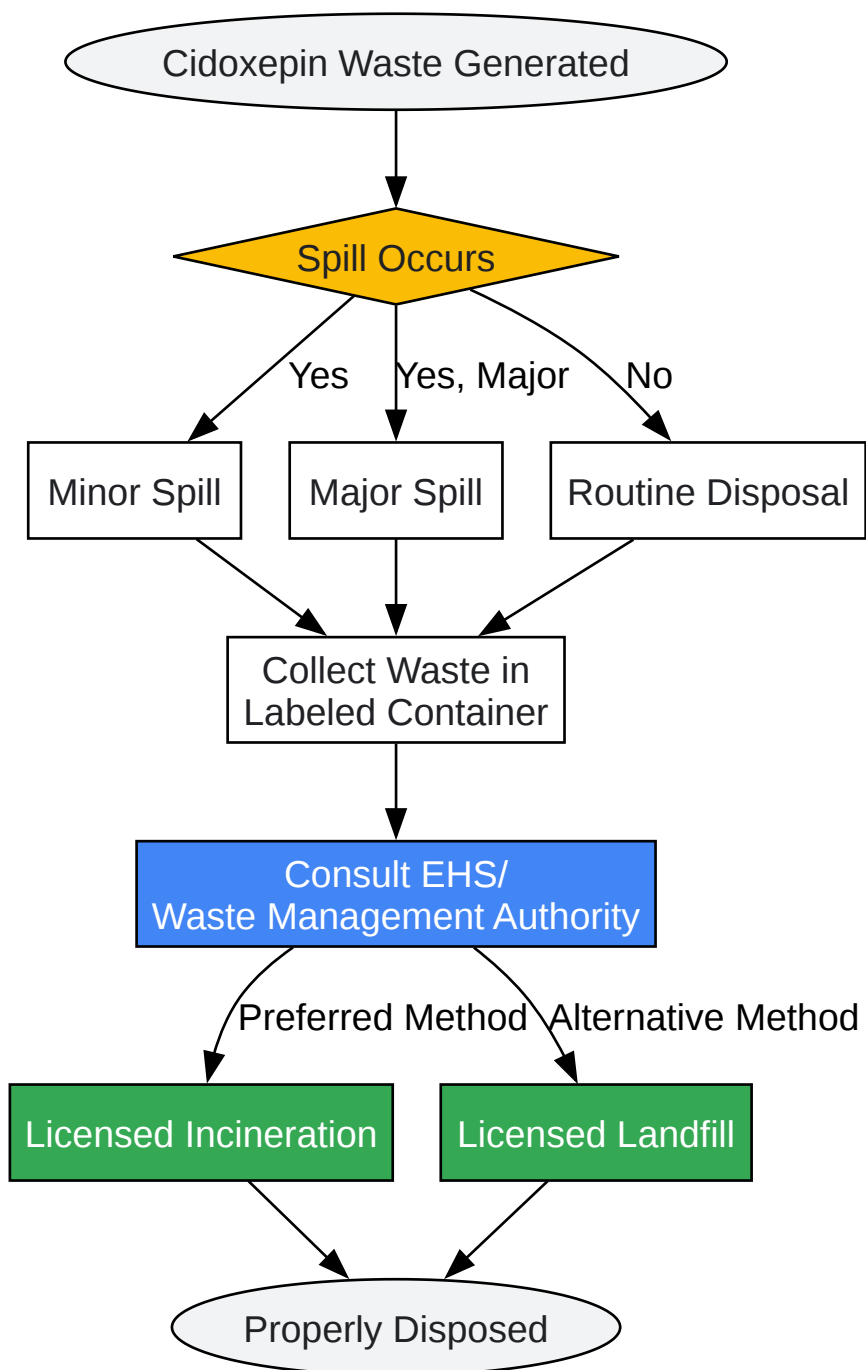 Cidoxepin Waste Generated
Spill Occurs
Yes
Yes, Major
No
Minor Spill
Major Spill
Routine Disposal
Collect Waste in
Labeled Container
Consult EHS/
Waste Management Authority
Preferred Method
Alternative Method
Licensed Incineration
Licensed Landfill
Properly Disposed